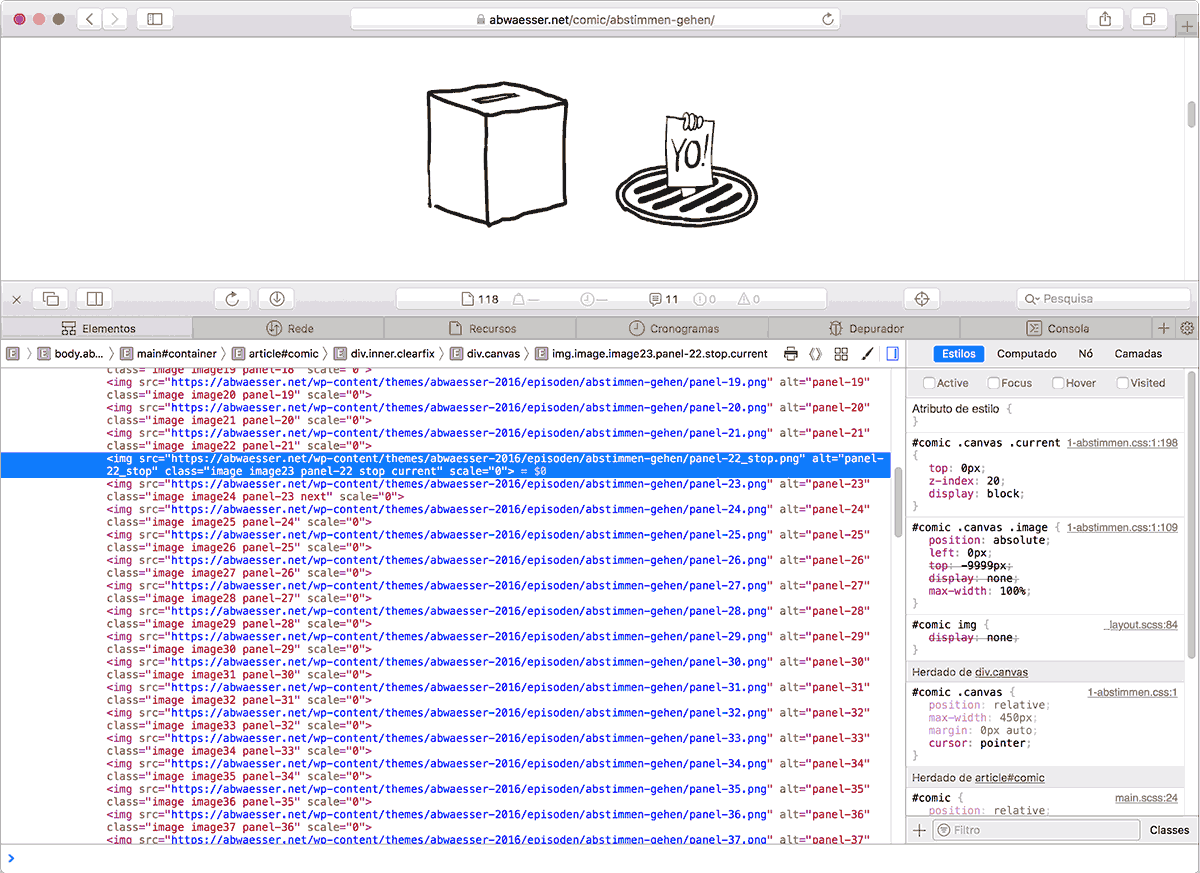 abwaesser.net/comic/abstimmen-gehen/
YO!
118 — — 11 0 0 Pesquisa
Elementos Rede Recursos Cronogramas Depurador Consola
E E body.ab... E main#container E article#comic E div.inner.clearfix E div.canvas E img.image.image23.panel-22.stop.current
Estilos Computado Nó Camadas
class="image image19 panel-18" scale="0">
<img src="https://abwaesser.net/wp-content/themes/abwaesser-2016/episoden/abstimmen-gehen/panel-19.png" alt="panel-19"
class="image image20 panel-19" scale="0">
<img src="https://abwaesser.net/wp-content/themes/abwaesser-2016/episoden/abstimmen-gehen/panel-20.png" alt="panel-20"
class="image image21 panel-20" scale="0">
<img src="https://abwaesser.net/wp-content/themes/abwaesser-2016/episoden/abstimmen-gehen/panel-21.png" alt="panel-21"
class="image image22 panel-21" scale="0">
<img src="https://abwaesser.net/wp-content/themes/abwaesser-2016/episoden/abstimmen-gehen/panel-22_stop.png" alt="panel-
22_stop" class="image image23 panel-22 stop current" scale="0"> = $0
<img src="https://abwaesser.net/wp-content/themes/abwaesser-2016/episoden/abstimmen-gehen/panel-23.png" alt="panel-23"
class="image image24 panel-23 next" scale="0">
<img src="https://abwaesser.net/wp-content/themes/abwaesser-2016/episoden/abstimmen-gehen/panel-24.png" alt="panel-24"
class="image image25 panel-24" scale="0">
<img src="https://abwaesser.net/wp-content/themes/abwaesser-2016/episoden/abstimmen-gehen/panel-25.png" alt="panel-25"
class="image image26 panel-25" scale="0">
<img src="https://abwaesser.net/wp-content/themes/abwaesser-2016/episoden/abstimmen-gehen/panel-26.png" alt="panel-26"
class="image image27 panel-26" scale="0">
<img src="https://abwaesser.net/wp-content/themes/abwaesser-2016/episoden/abstimmen-gehen/panel-27.png" alt="panel-27"
class="image image28 panel-27" scale="0">
<img src="https://abwaesser.net/wp-content/themes/abwaesser-2016/episoden/abstimmen-gehen/panel-28.png" alt="panel-28"
class="image image29 panel-28" scale="0">
<img src="https://abwaesser.net/wp-content/themes/abwaesser-2016/episoden/abstimmen-gehen/panel-29.png" alt="panel-29"
class="image image30 panel-29" scale="0">
<img src="https://abwaesser.net/wp-content/themes/abwaesser-2016/episoden/abstimmen-gehen/panel-30.png" alt="panel-30"
class="image image31 panel-30" scale="0">
<img src="https://abwaesser.net/wp-content/themes/abwaesser-2016/episoden/abstimmen-gehen/panel-31.png" alt="panel-31"
class="image image32 panel-31" scale="0">
<img src="https://abwaesser.net/wp-content/themes/abwaesser-2016/episoden/abstimmen-gehen/panel-32.png" alt="panel-32"
class="image image33 panel-32" scale="0">
<img src="https://abwaesser.net/wp-content/themes/abwaesser-2016/episoden/abstimmen-gehen/panel-33.png" alt="panel-33"
class="image image34 panel-33" scale="0">
<img src="https://abwaesser.net/wp-content/themes/abwaesser-2016/episoden/abstimmen-gehen/panel-34.png" alt="panel-34"
class="image image35 panel-34" scale="0">
<img src="https://abwaesser.net/wp-content/themes/abwaesser-2016/episoden/abstimmen-gehen/panel-35.png" alt="panel-35"
class="image image36 panel-35" scale="0">
<img src="https://abwaesser.net/wp-content/themes/abwaesser-2016/episoden/abstimmen-gehen/panel-36.png" alt="panel-36"
class="image image37 panel-36" scale="0">
<img src="https://abwaesser.net/wp-content/themes/abwaesser-2016/episoden/abstimmen-gehen/panel-37.png" alt="panel-37"
Active Focus Hover Visited
Atributo de estilo {
}
#comic .canvas .current 1-abstimmen.css:1:198
{
top: 0px;
z-index: 20;
display: block;
}
#comic .canvas .image { 1-abstimmen.css:1:109
position: absolute;
left: 0px;
top: -9999px;
display: none;
max-width: 100%;
}
#comic img { _layout.scss:84
display: none;
}
Herdado de div.canvas
#comic .canvas { 1-abstimmen.css:1
position: relative;
max-width: 450px;
margin: 0px auto;
cursor: pointer;
}
Herdado de article#comic
#comic { main.scss:24
position: relative;
Filtro Classes